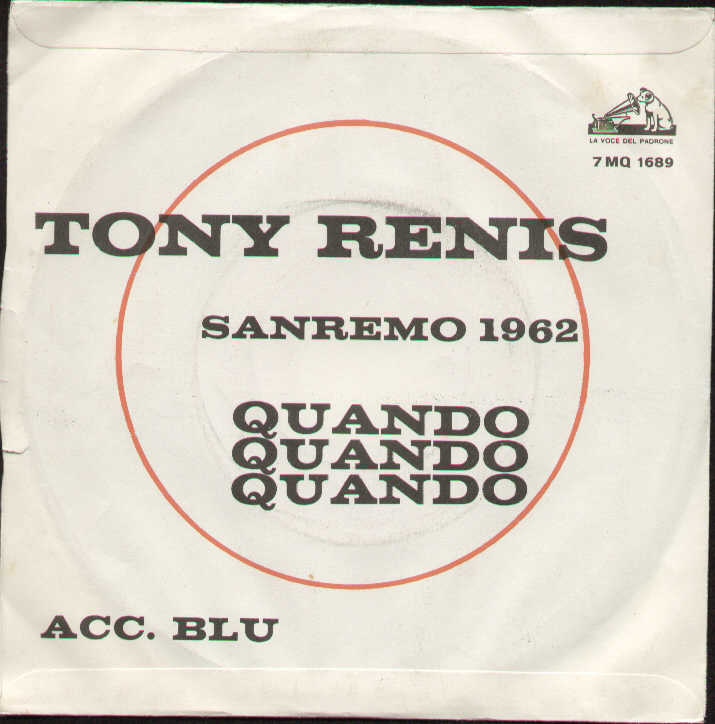 LA VOCE DEL PADRONE
7 MQ 1689
TONY RENIS
SANREMO 1962
QUANDO
QUANDO
QUANDO
ACC. BLU